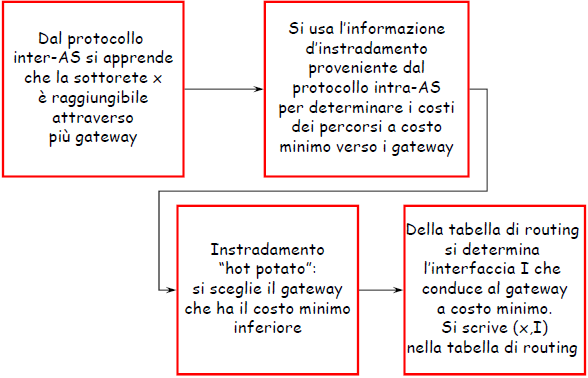 Dal protocollo
inter-AS si apprende
che la sottorete x
è raggiungibile
attraverso
più gateway
Si usa l'informazione
d'instradamento
proveniente dal
protocollo intra-AS
per determinare i costi
dei percorsi a costo
minimo verso i gateway
Instradamento
“hot potato”:
si sceglie il gateway
che ha il costo minimo
inferiore
Della tabella di routing
si determina
l'interfaccia I che
conduce al gateway
a costo minimo.
Si scrive (x,I)
nella tabella di routing